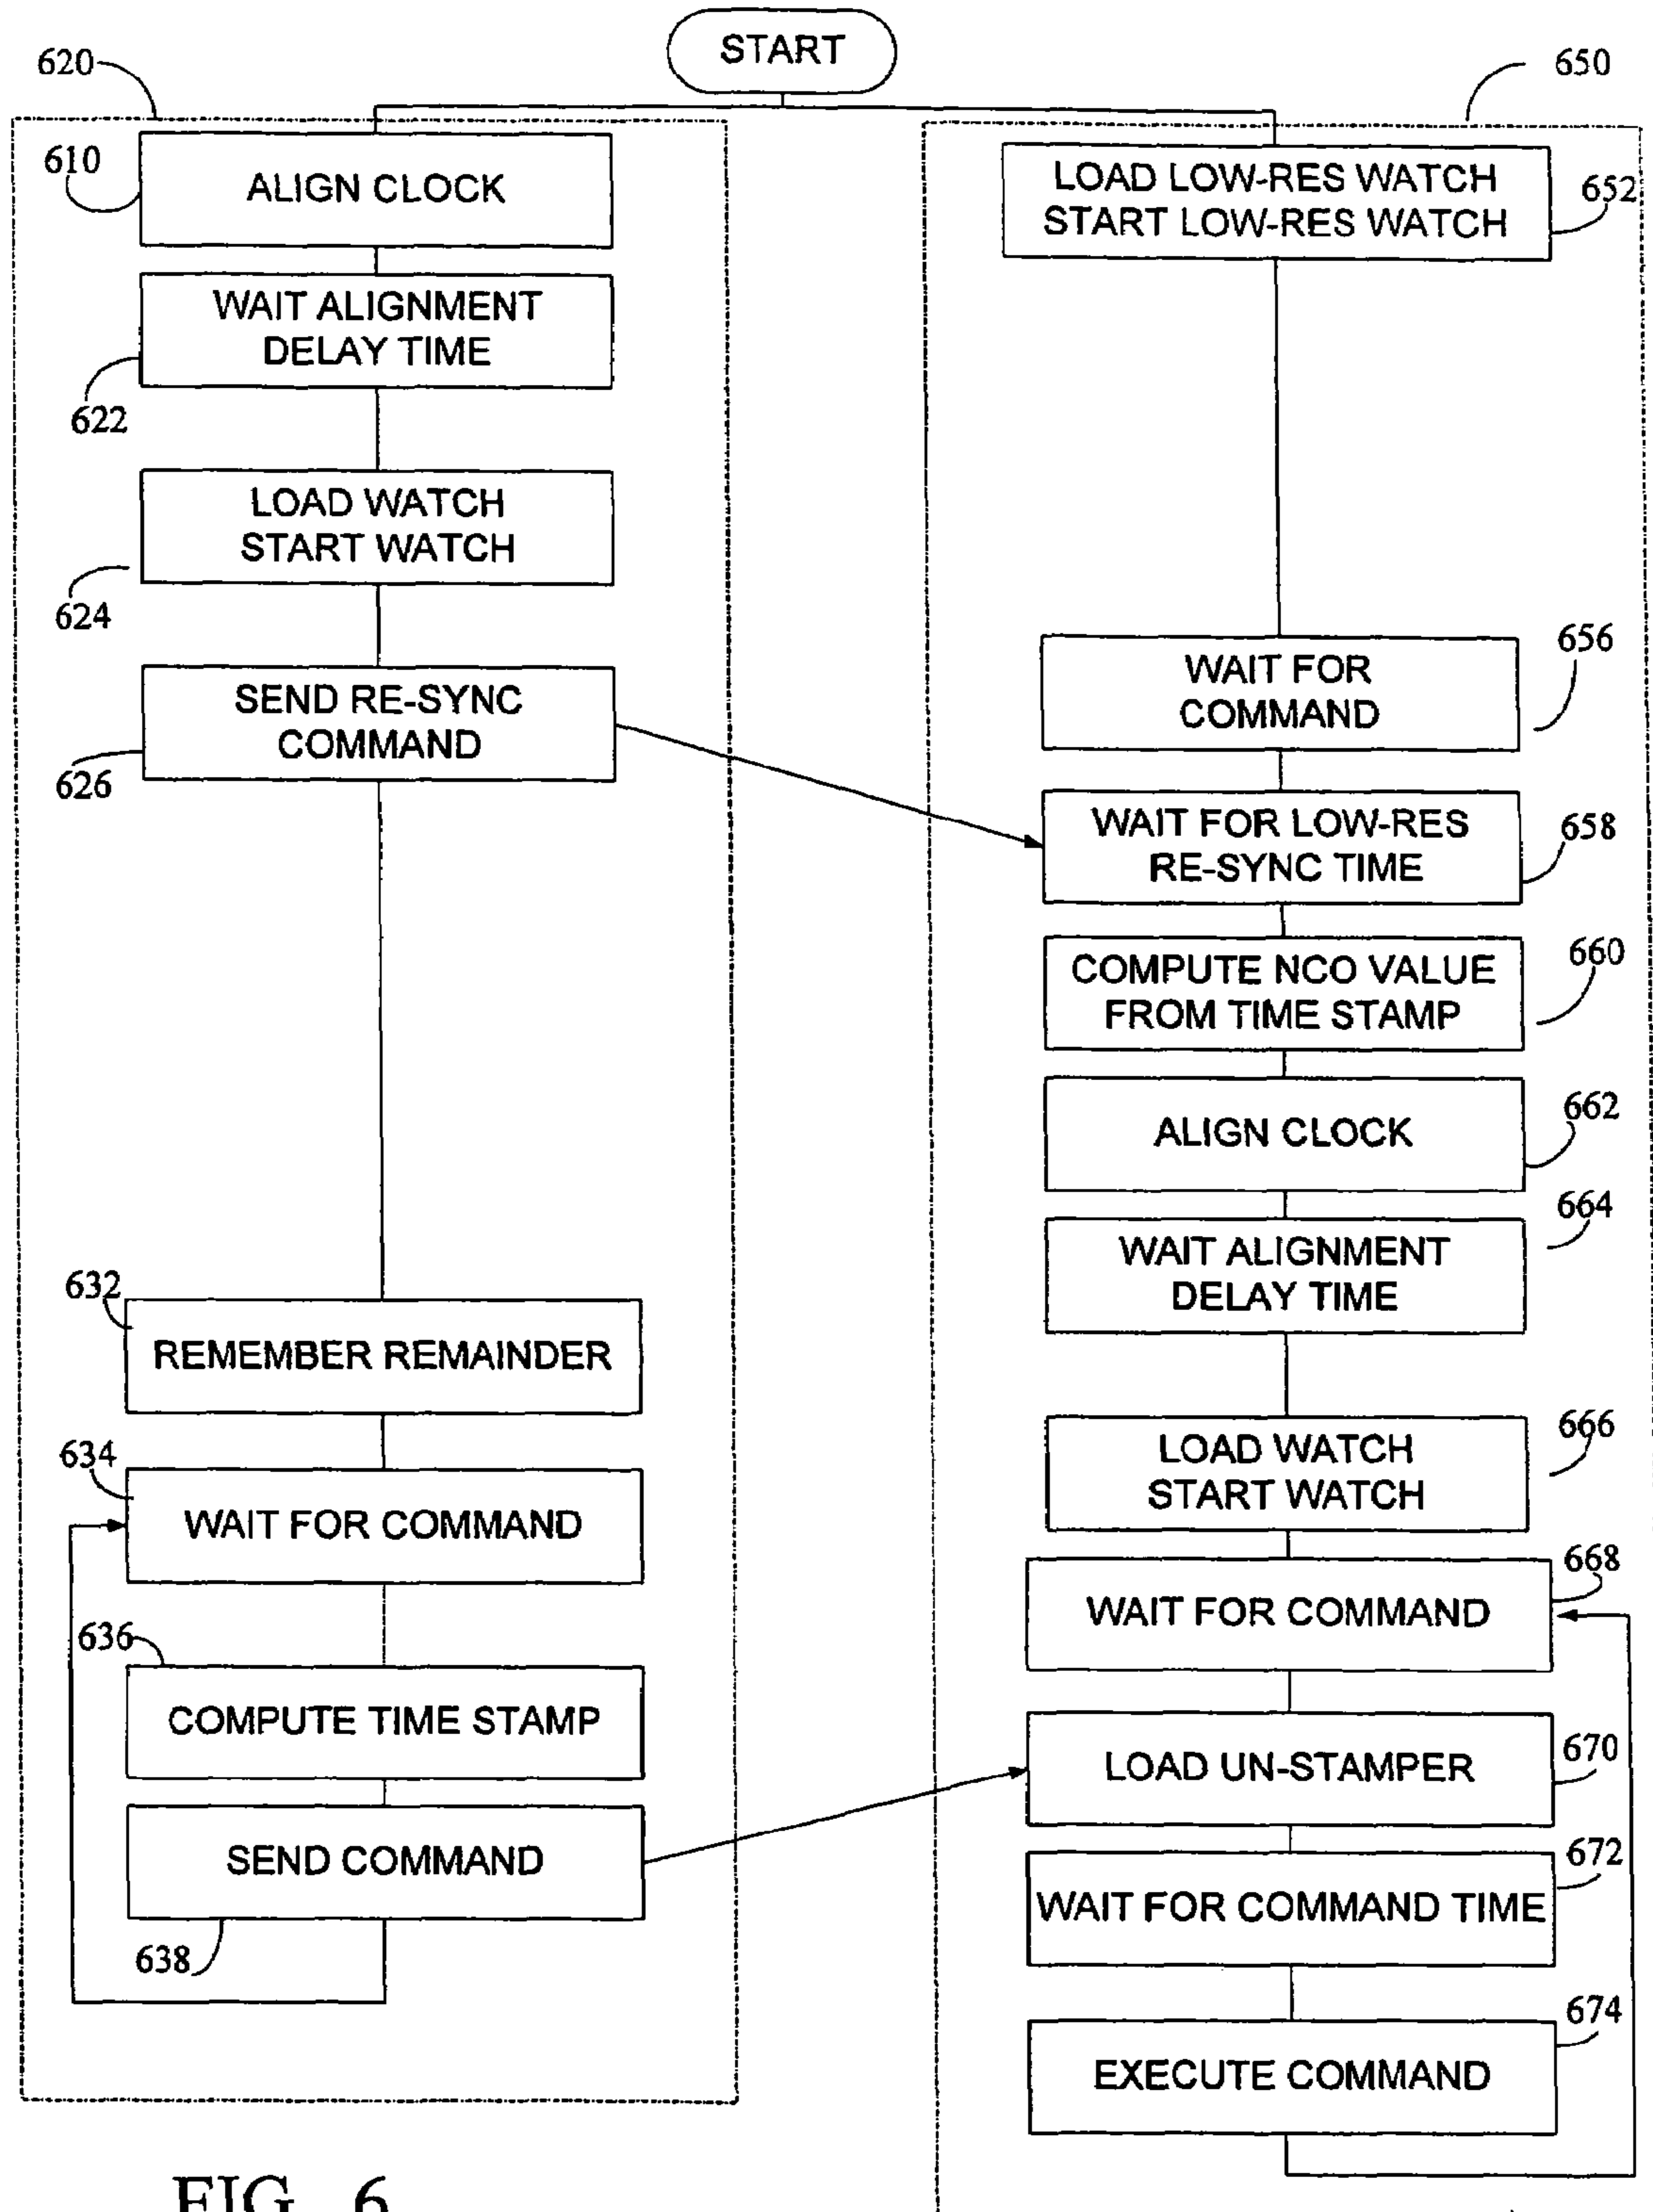 START
620
650
610
ALIGN CLOCK
LOAD LOW-RES WATCH
START LOW-RES WATCH
652
WAIT ALIGNMENT
DELAY TIME
622
LOAD WATCH
START WATCH
624
SEND RE-SYNC
COMMAND
626
656
WAIT FOR
COMMAND
WAIT FOR LOW-RES
RE-SYNC TIME
658
COMPUTE NCO VALUE
FROM TIME STAMP
660
ALIGN CLOCK
662
WAIT ALIGNMENT
DELAY TIME
664
632
REMEMBER REMAINDER
LOAD WATCH
START WATCH
666
634
WAIT FOR COMMAND
668
WAIT FOR COMMAND
636
COMPUTE TIME STAMP
LOAD UN-STAMPER
670
SEND COMMAND
638
672
WAIT FOR COMMAND TIME
674
EXECUTE COMMAND
FIG. 6